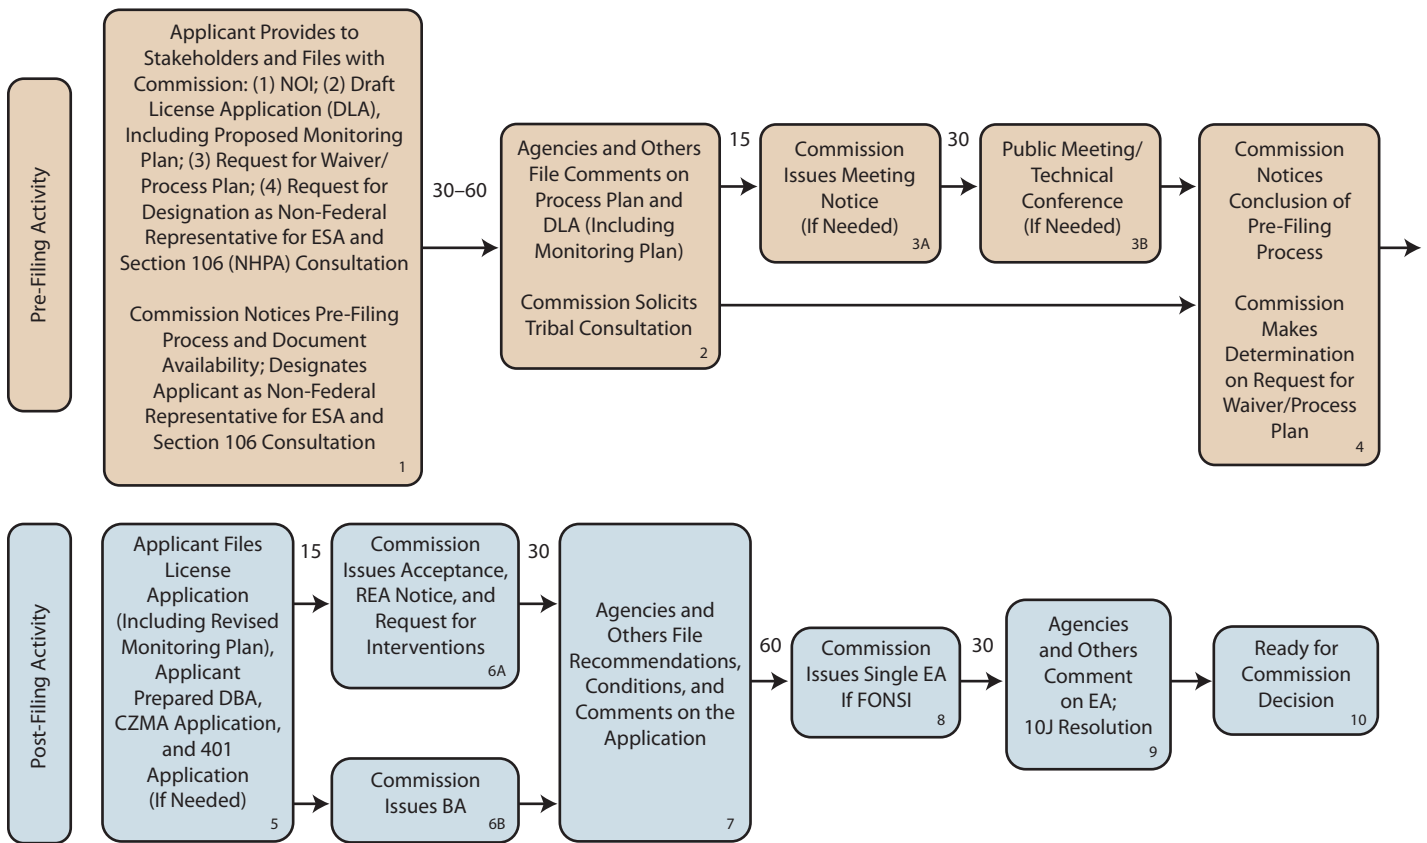 Pre-Filing Activity
Applicant Provides to
Stakeholders and Files with
Commission: (1) NOI; (2) Draft
License Application (DLA),
Including Proposed Monitoring
Plan; (3) Request for Waiver/
Process Plan; (4) Request for
Designation as Non-Federal
Representative for ESA and
Section 106 (NHPA) Consultation
Commission Notices Pre-Filing
Process and Document
Availability; Designates
Applicant as Non-Federal
Representative for ESA and
Section 106 Consultation
1
30–60
Agencies and Others
File Comments on
Process Plan and
DLA (Including
Monitoring Plan)
Commission Solicits
Tribal Consultation
2
15
Commission
Issues Meeting
Notice
(If Needed)
3A
30
Public Meeting/
Technical
Conference
(If Needed)
3B
Commission
Notices
Conclusion of
Pre-Filing
Process
Commission
Makes
Determination
on Request for
Waiver/Process
Plan
4
Post-Filing Activity
Applicant Files
License
Application
(Including Revised
Monitoring Plan),
Applicant
Prepared DBA,
CZMA Application,
and 401
Application
(If Needed)
5
15
Commission
Issues Acceptance,
REA Notice, and
Request for
Interventions
6A
Commission
Issues BA
6B
30
Agencies and
Others File
Recommendations,
Conditions, and
Comments on the
Application
7
60
Commission
Issues Single EA
If FONSI
8
30
Agencies
and Others
Comment
on EA;
10J Resolution
9
Ready for
Commission
Decision
10